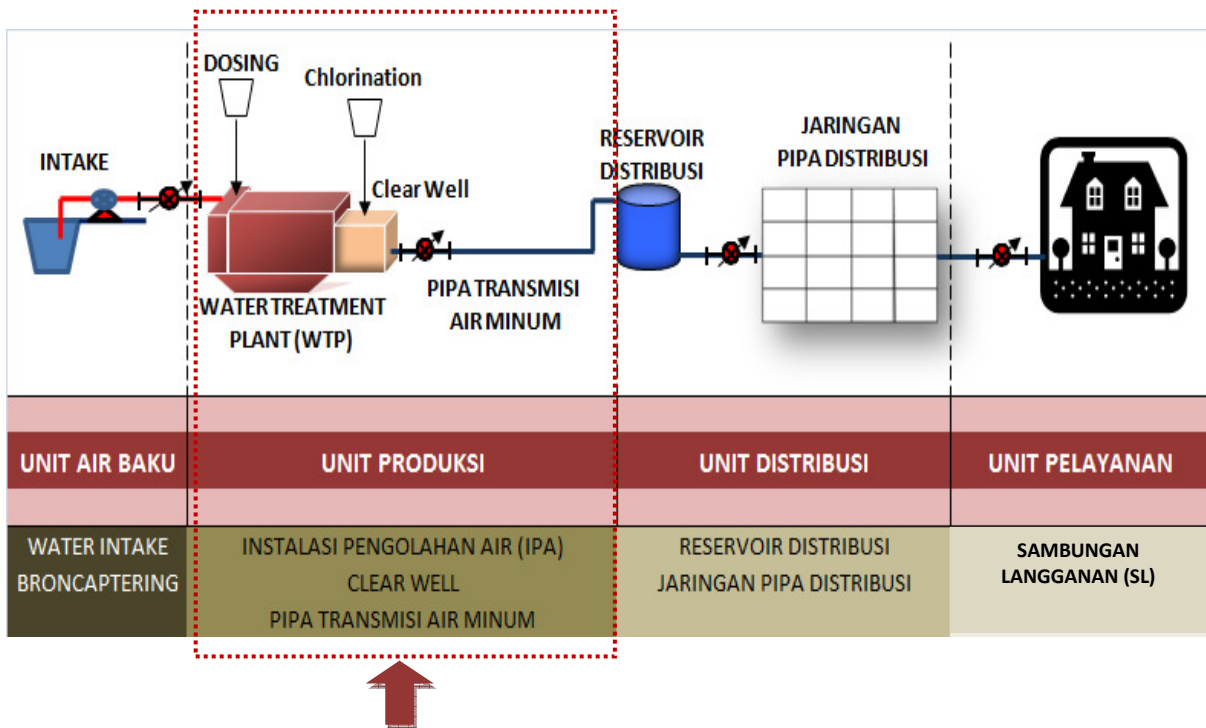 DOSING
Chlorination
INTAKE
Clear Well
WATER TREATMENT
PLANT (WTP)
PIPA TRANSMISI
AIR MINUM
RESERVOIR
DISTRIBUSI
JARINGAN
PIPA DISTRIBUSI
UNIT AIR BAKU
UNIT PRODUKSI
UNIT DISTRIBUSI
UNIT PELAYANAN
WATER INTAKE
BRONCAPTERING
INSTALASI PENGOLAHAN AIR (IPA)
CLEAR WELL
PIPA TRANSMISI AIR MINUM
RESERVOIR DISTRIBUSI
JARINGAN PIPA DISTRIBUSI
SAMBUNGAN
LANGGANAN (SL)